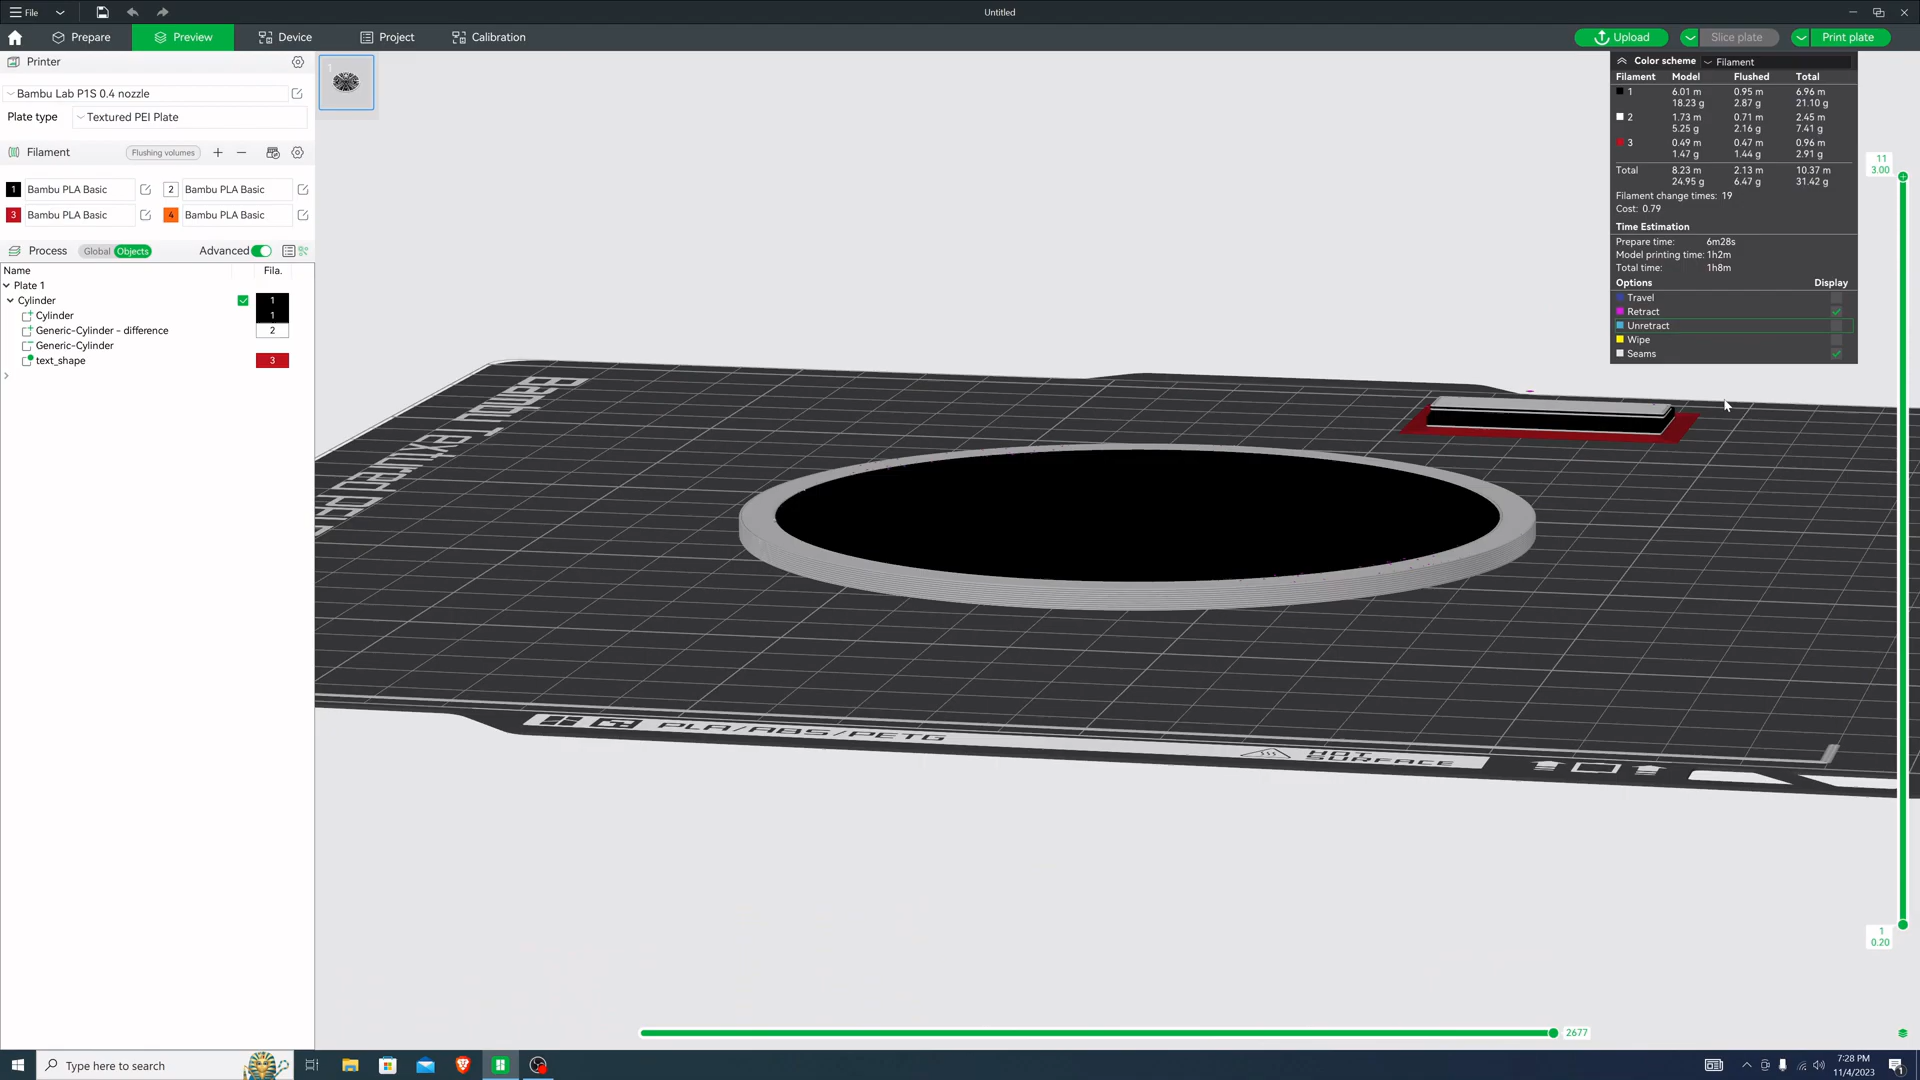 File
Untitled
Prepare
Preview
Device
Project
Calibration
Upload
Slice plate
Print plate
Printer
Bambu Lab P1S 0.4 nozzle
Plate type
Textured PEI Plate
Filament
Flushing volumes
1 Bambu PLA Basic
2 Bambu PLA Basic
3 Bambu PLA Basic
4 Bambu PLA Basic
Process
Global
Objects
Advanced
Name Fila.
Plate 1
Cylinder 1
Cylinder 1
Generic-Cylinder - difference 2
Generic-Cylinder
text_shape 3
1
Color scheme Filament
Filament Model Flushed Total
1 6.01 m 0.95 m 6.96 m
18.23 g 2.87 g 21.10 g
2 1.73 m 0.71 m 2.45 m
5.25 g 2.16 g 7.41 g
3 0.49 m 0.47 m 0.96 m
1.47 g 1.44 g 2.91 g
Total 8.23 m 2.13 m 10.37 m
24.95 g 6.47 g 31.42 g
Filament change times: 19
Cost: 0.79
Time Estimation
Prepare time: 6m28s
Model printing time: 1h2m
Total time: 1h8m
Options Display
Travel
Retract
Unretract
Wipe
Seams
11
3.00
1
0.20
Bambu Textured PEI
PLA/ABS/PETG
HOT
SURFACE
2677
Type here to search
7:28 PM
11/4/2023
1